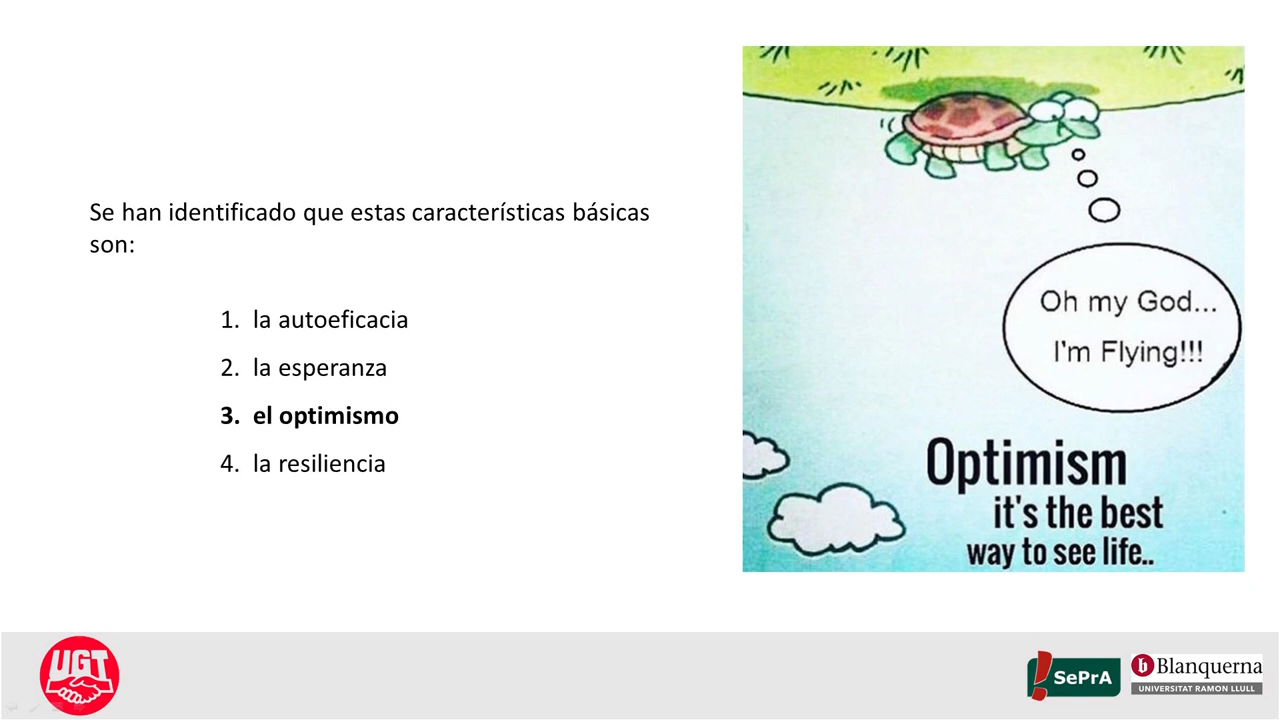 Se han identificado que estas características básicas
son:
1. la autoeficacia
2. la esperanza
3. el optimismo
4. la resiliencia
Oh my God...
I'm Flying!!!
Optimism
it's the best
way to see life..
UGT
SePrA
b Blanquerna
UNIVERSITAT RAMON LLULL